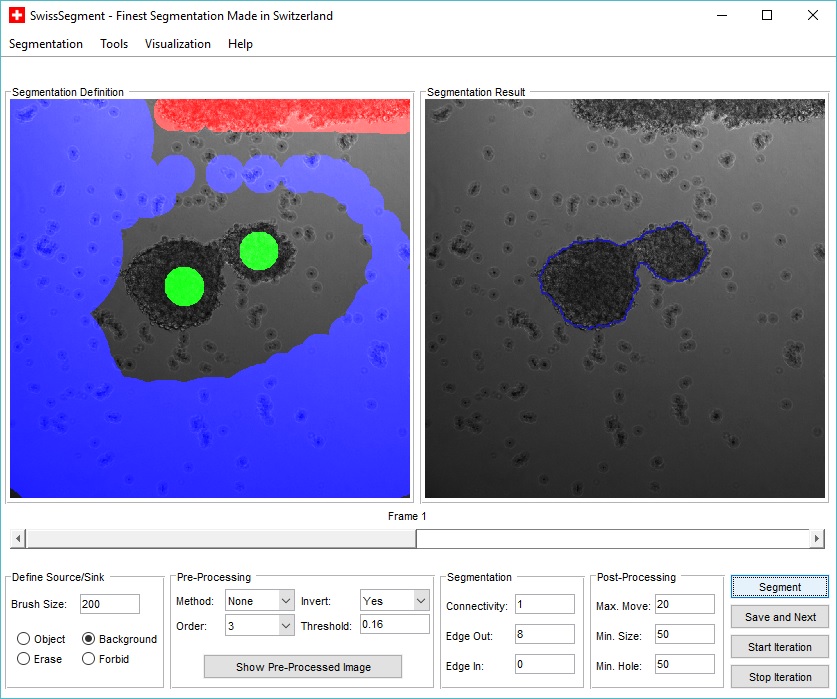 SwissSegment - Finest Segmentation Made in Switzerland
Segmentation Tools Visualization Help
Segmentation Definition
Segmentation Result
Frame 1
Define Source/Sink
Brush Size: 200
Object Background
Erase Forbid
Pre-Processing
Method: None Invert: Yes
Order: 3 Threshold: 0.16
Show Pre-Processed Image
Segmentation
Connectivity: 1
Edge Out: 8
Edge In: 0
Post-Processing
Max. Move: 20
Min. Size: 50
Min. Hole: 50
Segment
Save and Next
Start Iteration
Stop Iteration